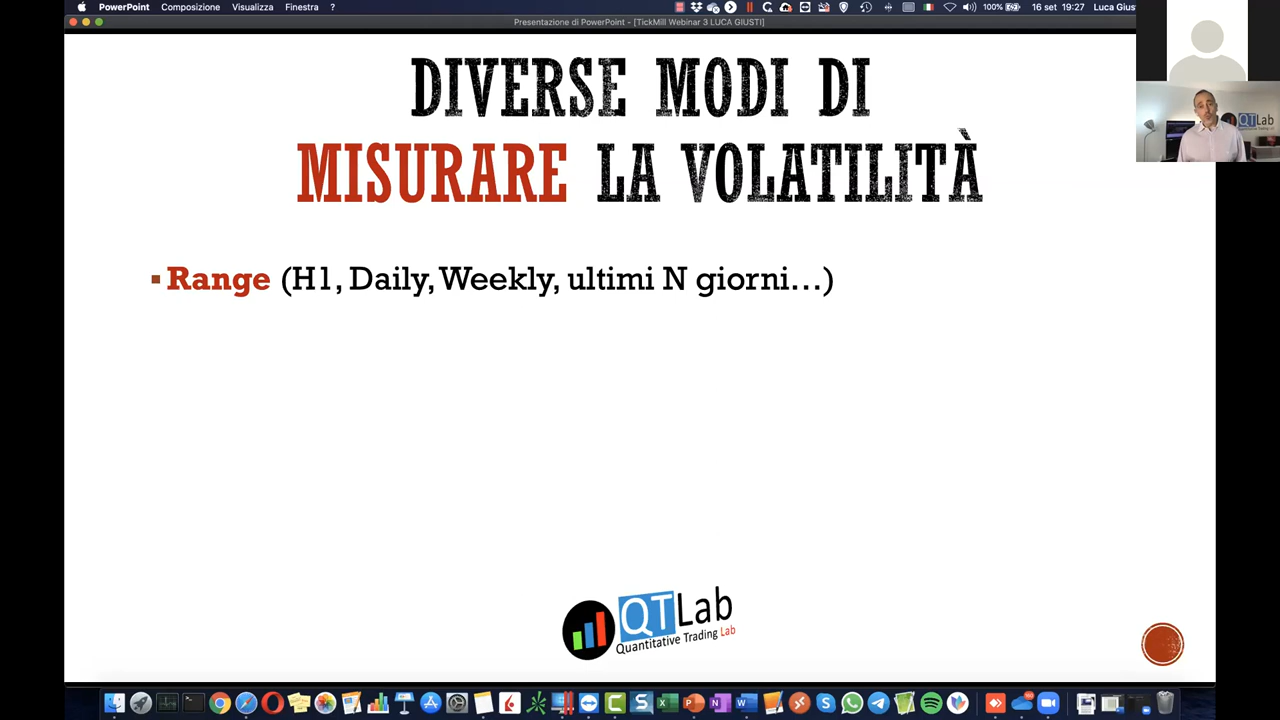 PowerPoint Composizione Visualizza Finestra ? 100% 16 set 19:27 Luca Gius
Presentazione di PowerPoint - [TickMill Webinar 3 LUCA GIUSTI]
DIVERSE MODI DI
MISURARE LA VOLATILITÀ
QTLab
Range (H1, Daily, Weekly, ultimi N giorni...)
QTLab
Quantitative Trading Lab